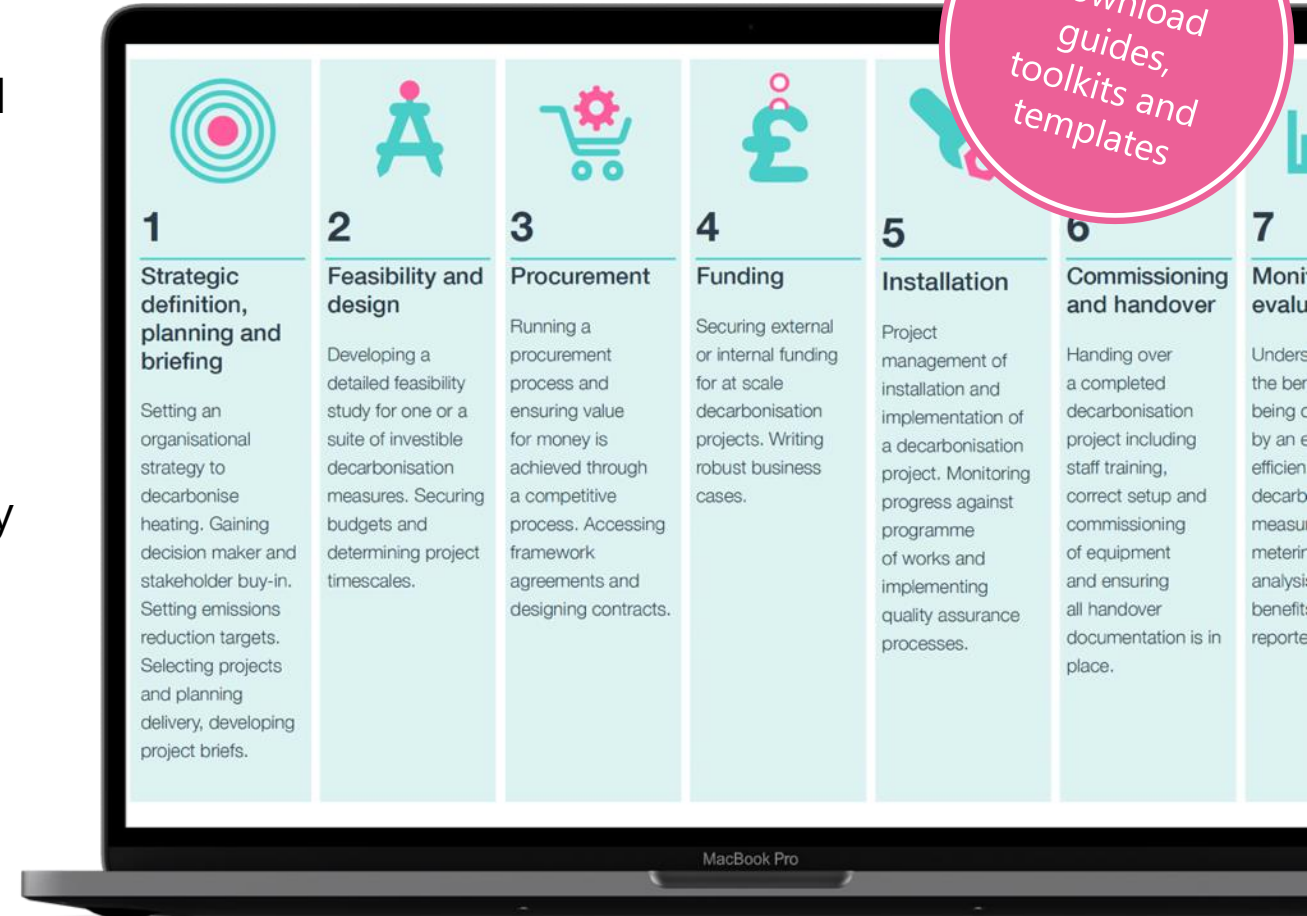 guides,
toolkits and
templates
1
Strategic
definition,
planning and
briefing
Setting an
organisational
strategy to
decarbonise
heating. Gaining
decision maker and
stakeholder buy-in.
Setting emissions
reduction targets.
Selecting projects
and planning
delivery, developing
project briefs.
2
Feasibility and
design
Developing a
detailed feasibility
study for one or a
suite of investible
decarbonisation
measures. Securing
budgets and
determining project
timescales.
3
Procurement
Running a
procurement
process and
ensuring value
for money is
achieved through
a competitive
process. Accessing
framework
agreements and
designing contracts.
4
Funding
Securing external
or internal funding
for at scale
decarbonisation
projects. Writing
robust business
cases.
5
Installation
Project
management of
installation and
implementation of
a decarbonisation
project. Monitoring
progress against
programme
of works and
implementing
quality assurance
processes.
6
Commissioning
and handover
Handing over
a completed
decarbonisation
project including
staff training,
correct setup and
commissioning
of equipment
and ensuring
all handover
documentation is in
place.
7
the
being
by an
MacBook Pro